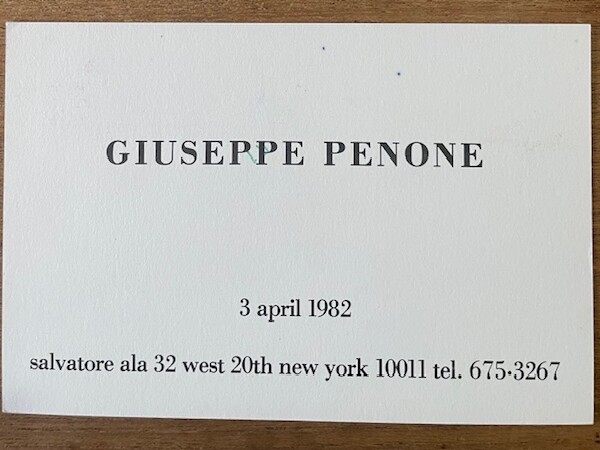 GIUSEPPE PENONE
3 april 1982
salvatore ala 32 west 20th new york 10011 tel. 675·3267